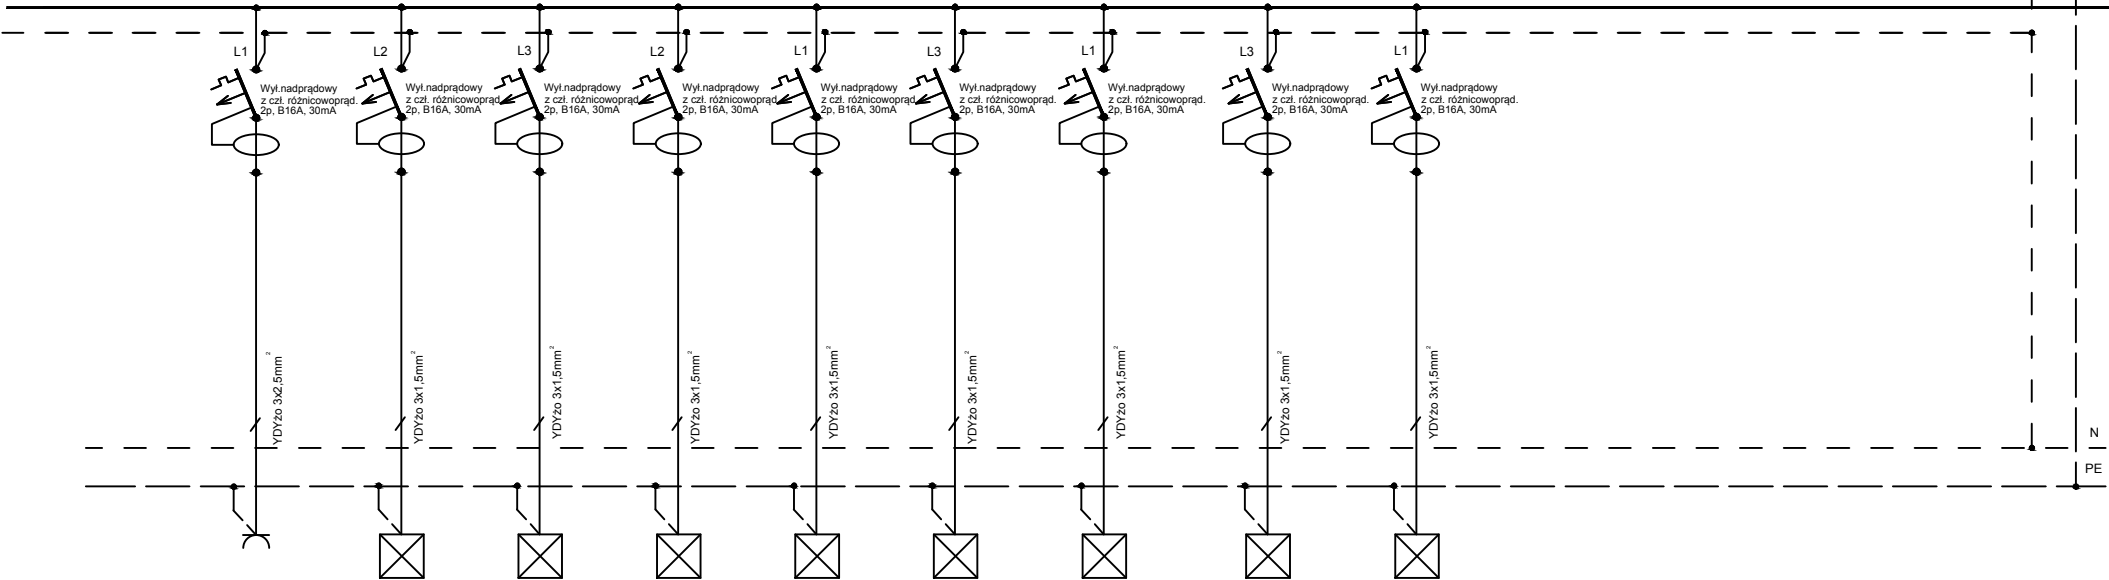 L1
L2
L3
L2
L1
L3
L1
L3
L1
Wył.nadprądowy
z czł. różnicowoprąd.
2p, B16A, 30mA
Wył.nadprądowy
z czł. różnicowoprąd.
2p, B16A, 30mA
Wył.nadprądowy
z czł. różnicowoprąd.
2p, B16A, 30mA
Wył.nadprądowy
z czł. różnicowoprąd.
2p, B16A, 30mA
Wył.nadprądowy
z czł. różnicowoprąd.
2p, B16A, 30mA
Wył.nadprądowy
z czł. różnicowoprąd.
2p, B16A, 30mA
Wył.nadprądowy
z czł. różnicowoprąd.
2p, B16A, 30mA
Wył.nadprądowy
z czł. różnicowoprąd.
2p, B16A, 30mA
Wył.nadprądowy
z czł. różnicowoprąd.
2p, B16A, 30mA
YDYżo 3x2,5mm²
YDYżo 3x1,5mm²
YDYżo 3x1,5mm²
YDYżo 3x1,5mm²
YDYżo 3x1,5mm²
YDYżo 3x1,5mm²
YDYżo 3x1,5mm²
YDYżo 3x1,5mm²
YDYżo 3x1,5mm²
N
PE